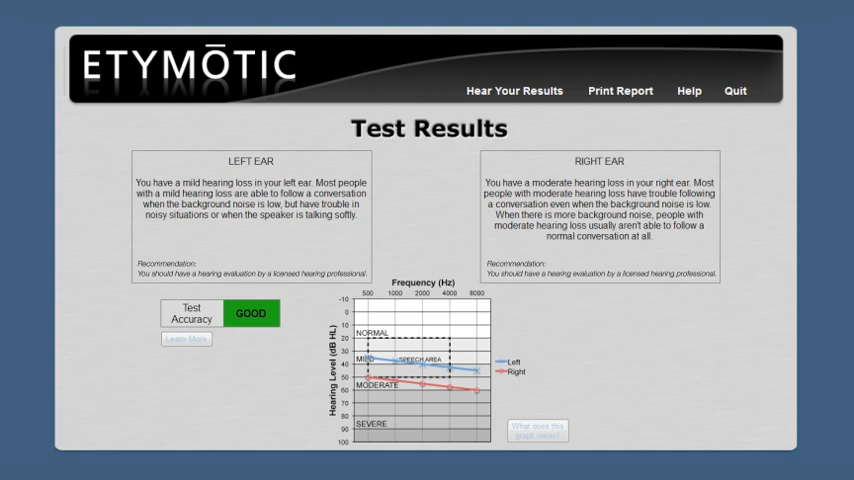 ETYMŌTIC
Hear Your Results Print Report Help Quit
Test Results
LEFT EAR
You have a mild hearing loss in your left ear. Most people
with a mild hearing loss are able to follow a conversation
when the background noise is low, but have trouble in
noisy situations or when the speaker is talking softly.
Recommendation:
You should have a hearing evaluation by a licensed hearing professional.
RIGHT EAR
You have a moderate hearing loss in your right ear. Most
people with moderate hearing loss have trouble following
a conversation even when the background noise is low.
When there is more background noise, people with
moderate hearing loss usually aren't able to follow a
normal conversation at all.
Recommendation:
You should have a hearing evaluation by a licensed hearing professional.
Test
Accuracy
GOOD
Learn More
Frequency (Hz)
500 1000 2000 4000 8000
Hearing Level (dB HL)
-10
0
10
20
30
40
50
60
70
80
90
100
NORMAL
MILD
SPEECH AREA
MODERATE
SEVERE
Left
Right
What does this
graph mean?